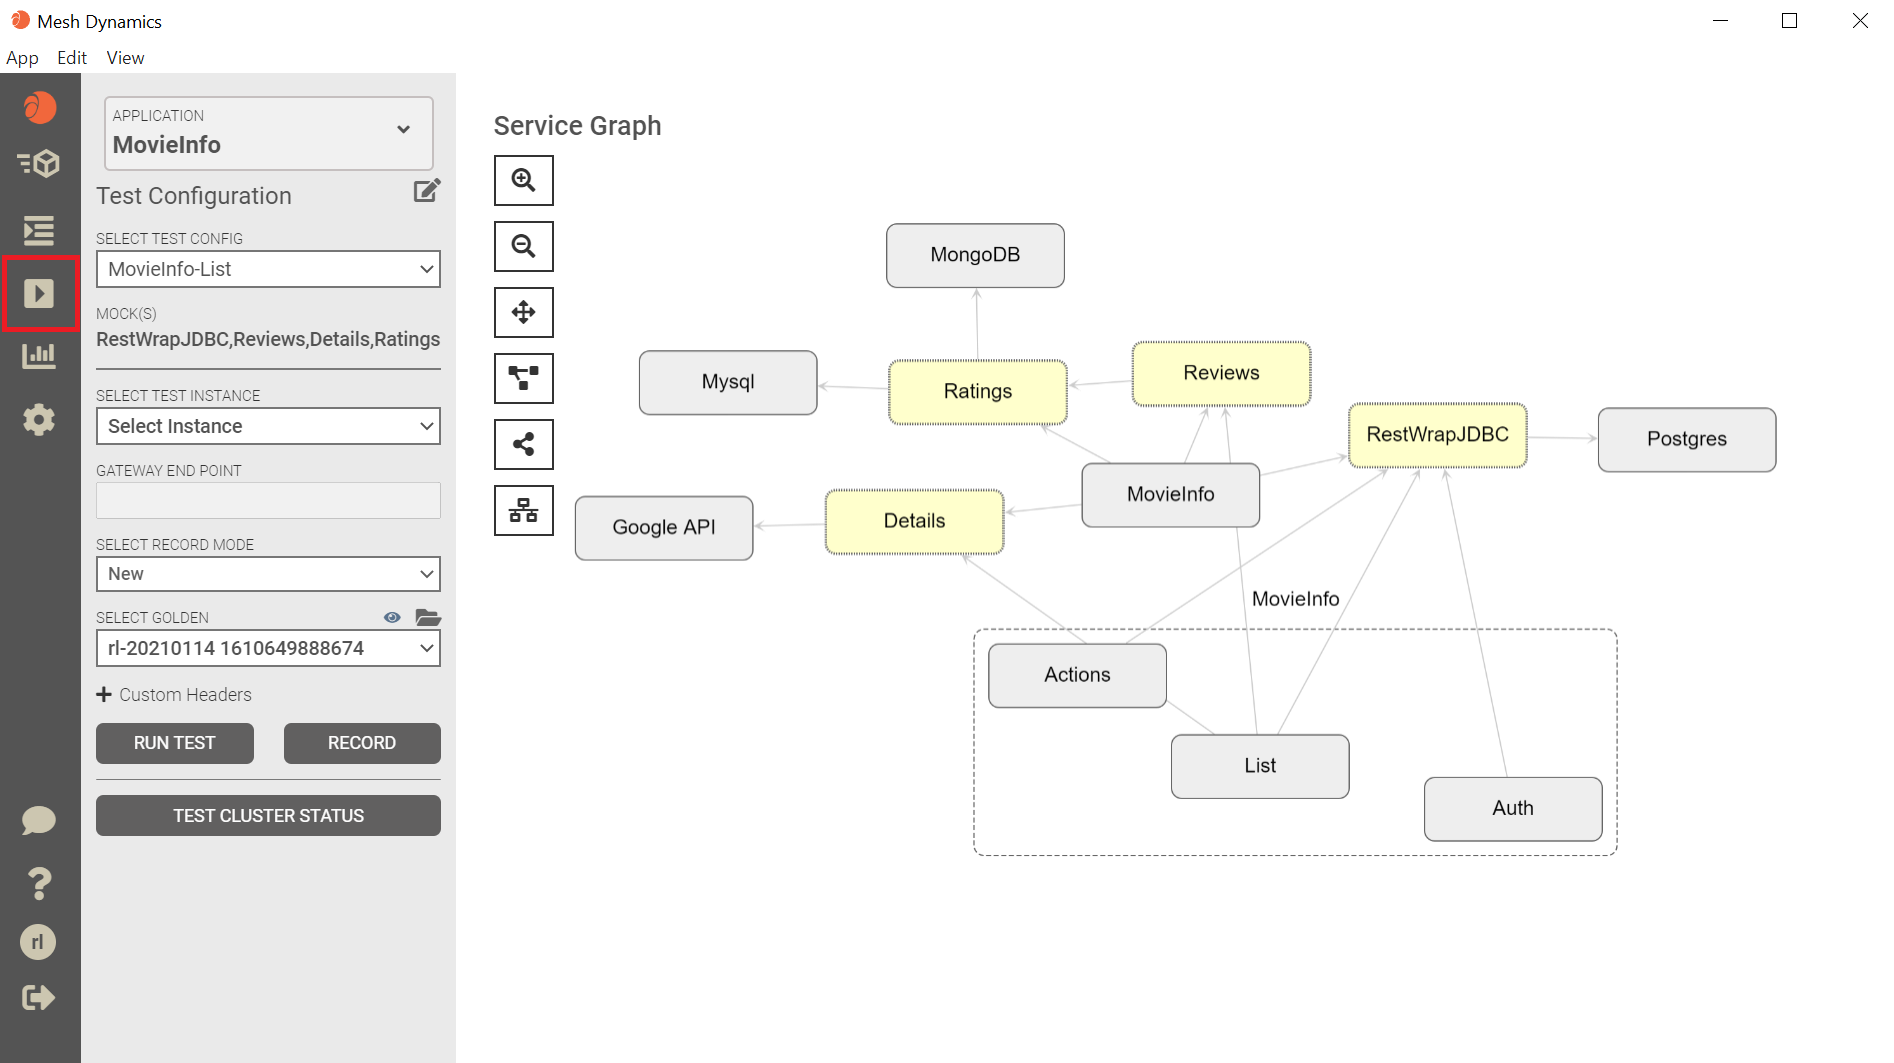 Mesh Dynamics
App Edit View
APPLICATION
MovieInfo
Test Configuration
SELECT TEST CONFIG
MovieInfo-List
MOCK(S)
RestWrapJDBC,Reviews,Details,Ratings
SELECT TEST INSTANCE
Select Instance
GATEWAY END POINT
SELECT RECORD MODE
New
SELECT GOLDEN
rl-20210114 1610649888674
Custom Headers
RUN TEST RECORD
TEST CLUSTER STATUS
rl
Service Graph
MongoDB
Mysql
Ratings
Reviews
RestWrapJDBC
Postgres
MovieInfo
Google API
Details
MovieInfo
Actions
List
Auth